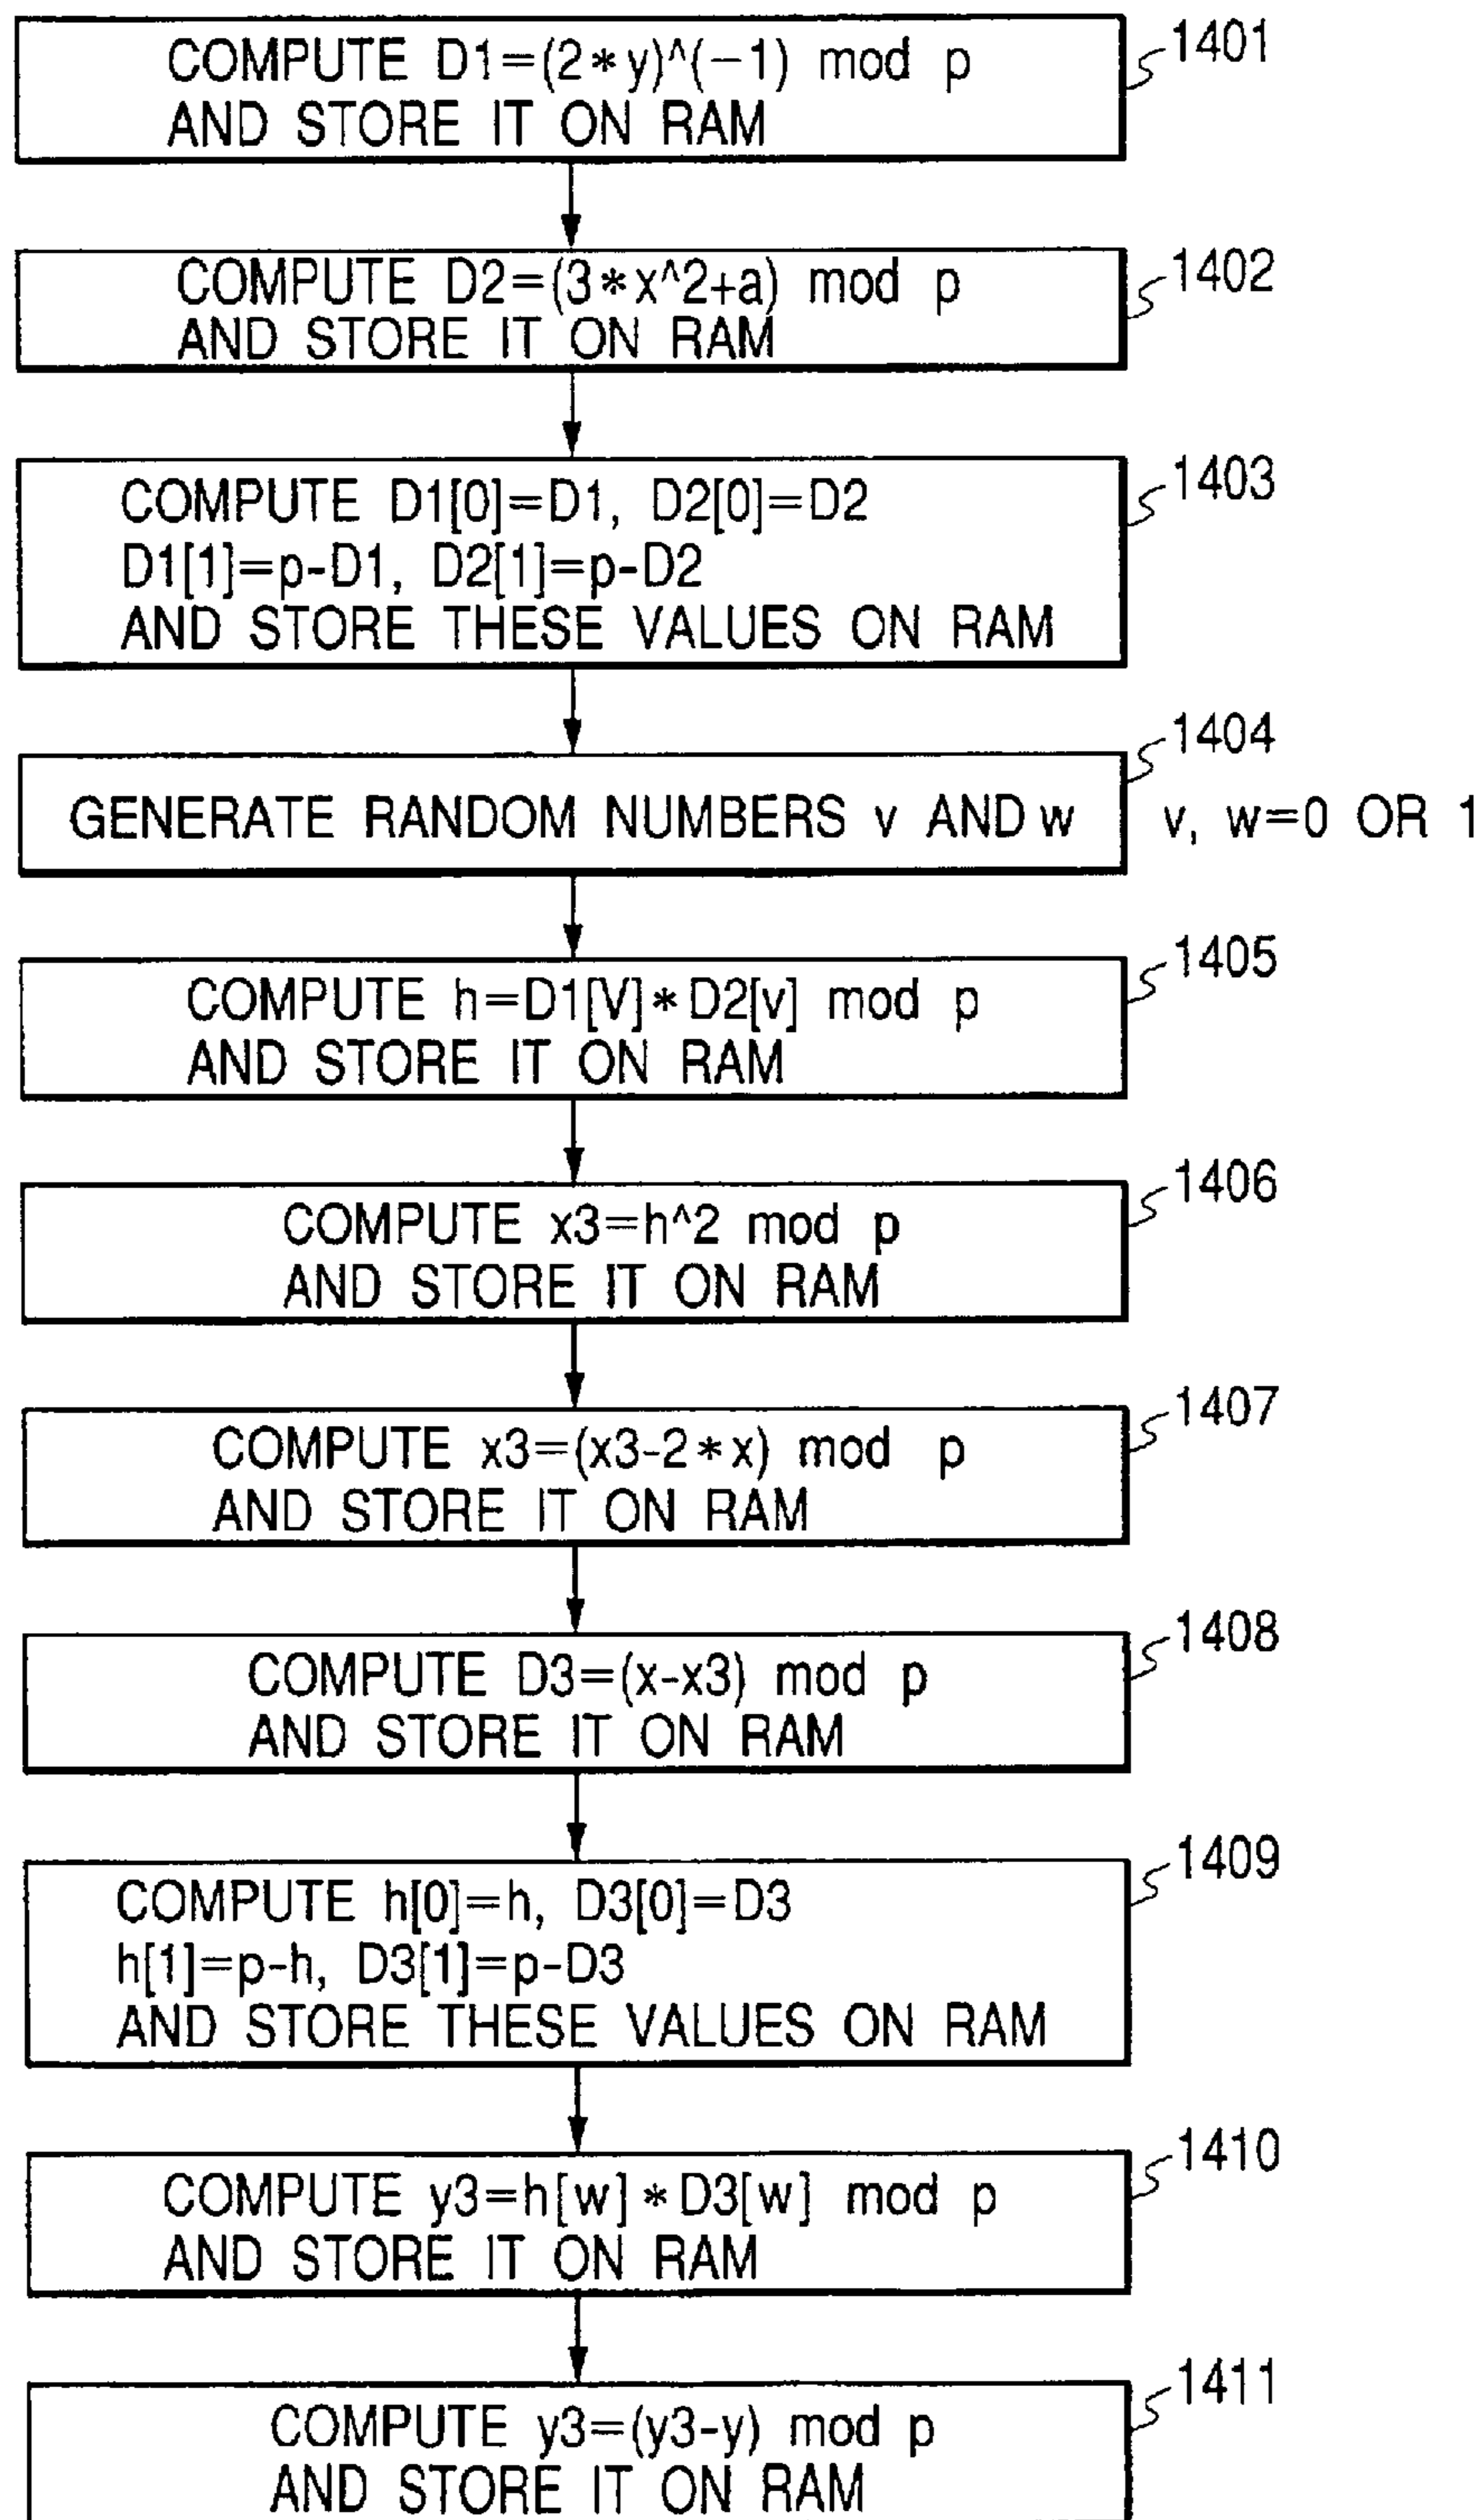 COMPUTE D1=(2*y)^(-1) mod p
AND STORE IT ON RAM
1401
COMPUTE D2=(3*x^2+a) mod p
AND STORE IT ON RAM
1402
COMPUTE D1[0]=D1, D2[0]=D2
D1[1]=p-D1, D2[1]=p-D2
AND STORE THESE VALUES ON RAM
1403
GENERATE RANDOM NUMBERS v AND w
1404
v, w=0 OR 1
COMPUTE h=D1[V]*D2[v] mod p
AND STORE IT ON RAM
1405
COMPUTE x3=h^2 mod p
AND STORE IT ON RAM
1406
COMPUTE x3=(x3-2*x) mod p
AND STORE IT ON RAM
1407
COMPUTE D3=(x-x3) mod p
AND STORE IT ON RAM
1408
COMPUTE h[0]=h, D3[0]=D3
h[1]=p-h, D3[1]=p-D3
AND STORE THESE VALUES ON RAM
1409
COMPUTE y3=h[w]*D3[w] mod p
AND STORE IT ON RAM
1410
COMPUTE y3=(y3-y) mod p
AND STORE IT ON RAM
1411